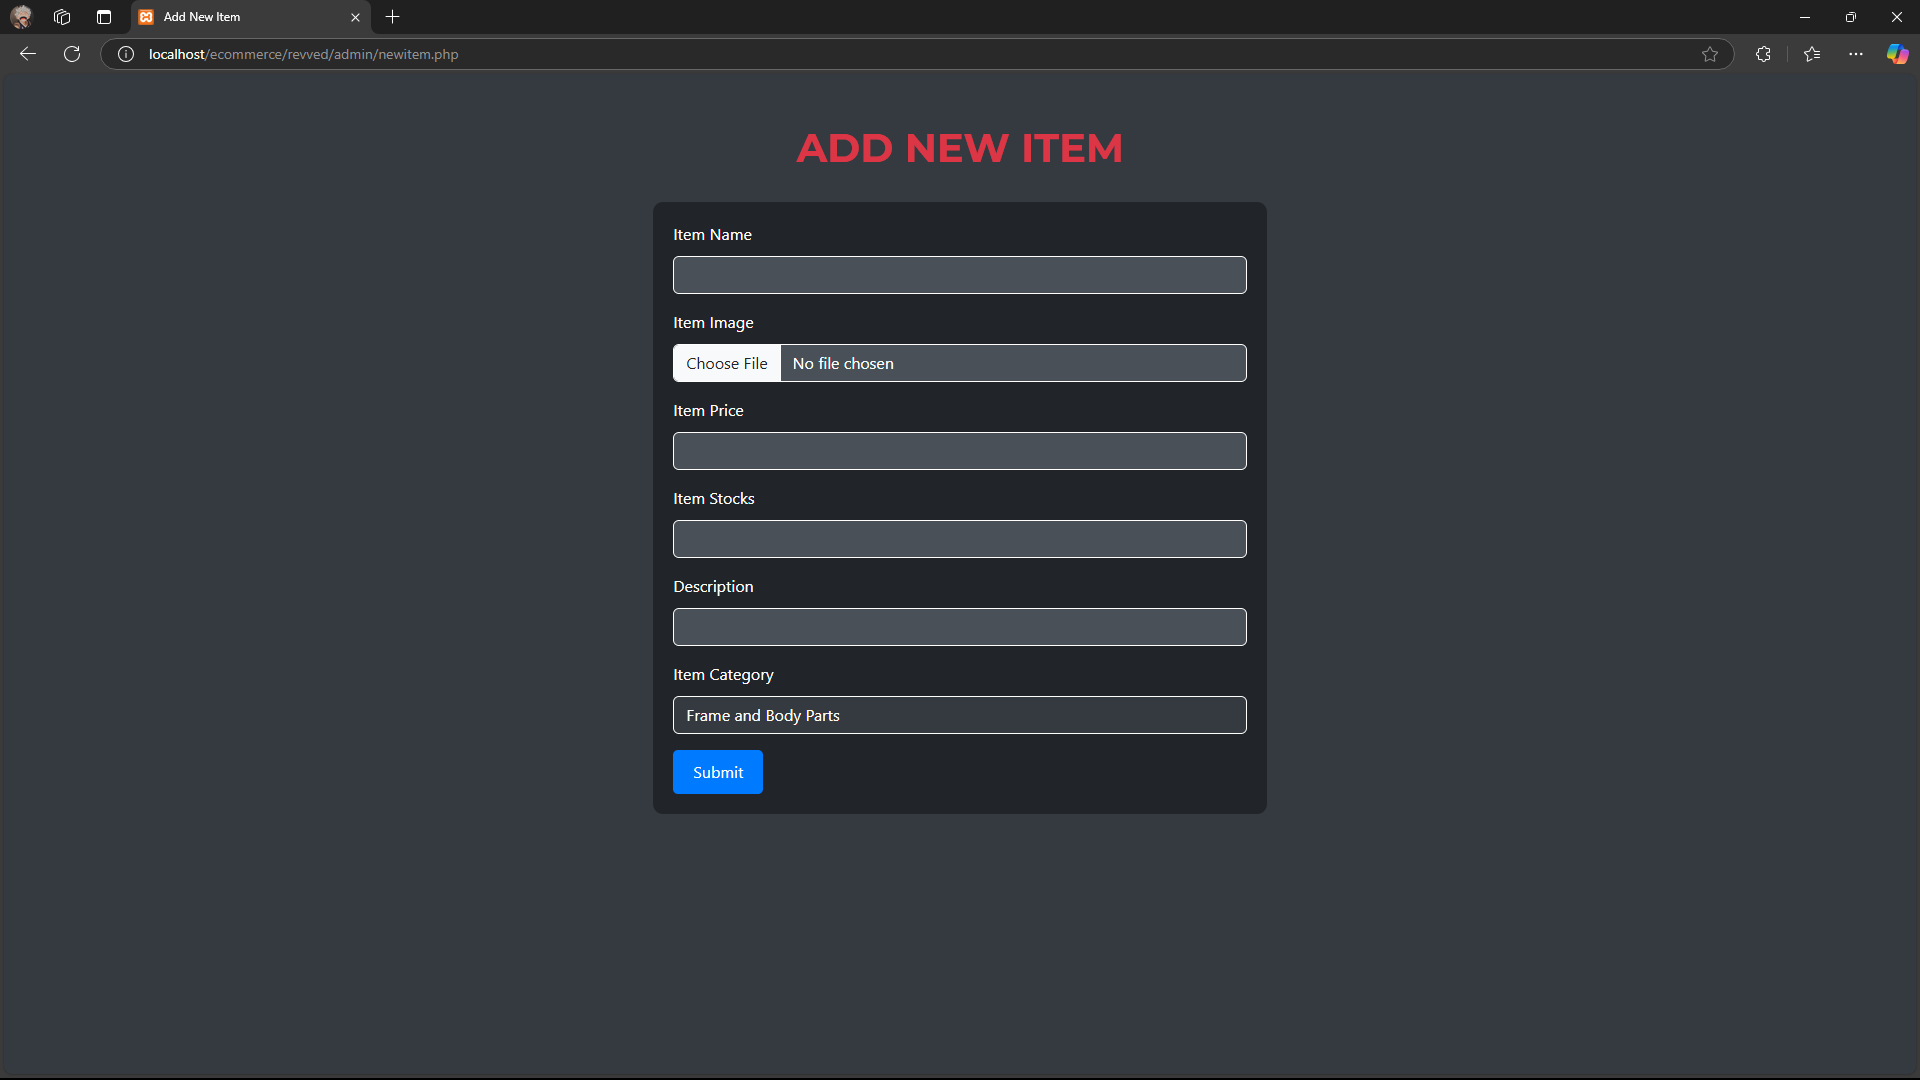 Add New Item
localhost/ecommerce/revved/admin/newitem.php
ADD NEW ITEM
Item Name
Item Image
Choose File No file chosen
Item Price
Item Stocks
Description
Item Category
Frame and Body Parts
Submit